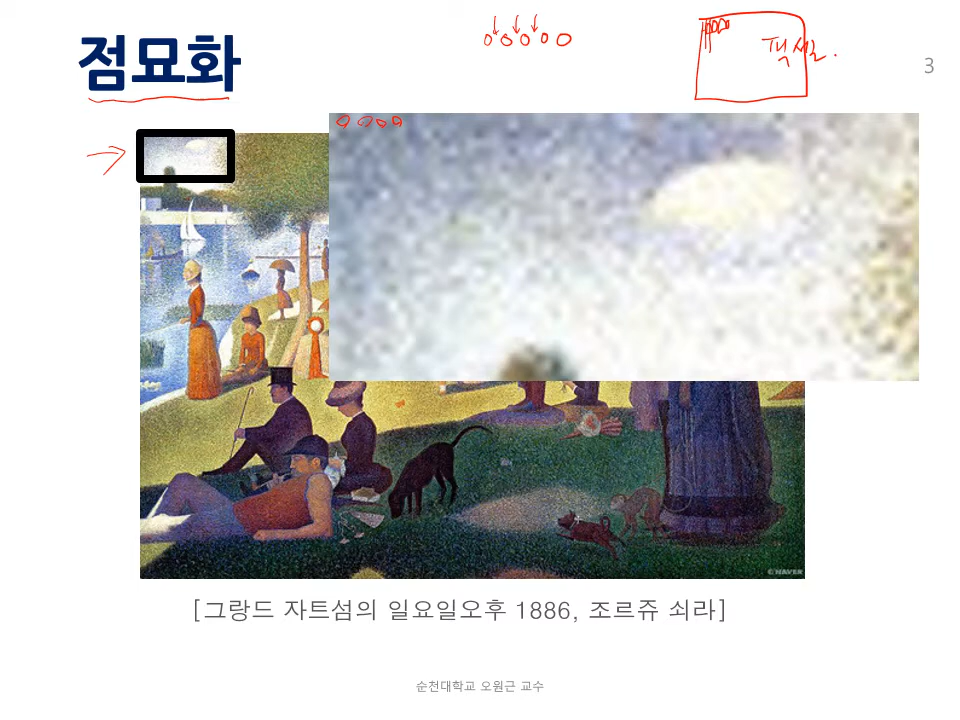 점묘화
픽셀.
3
© NAVER
[그랑드 자트섬의 일요일오후 1886, 조르쥬 쇠라]
순천대학교 오원근 교수